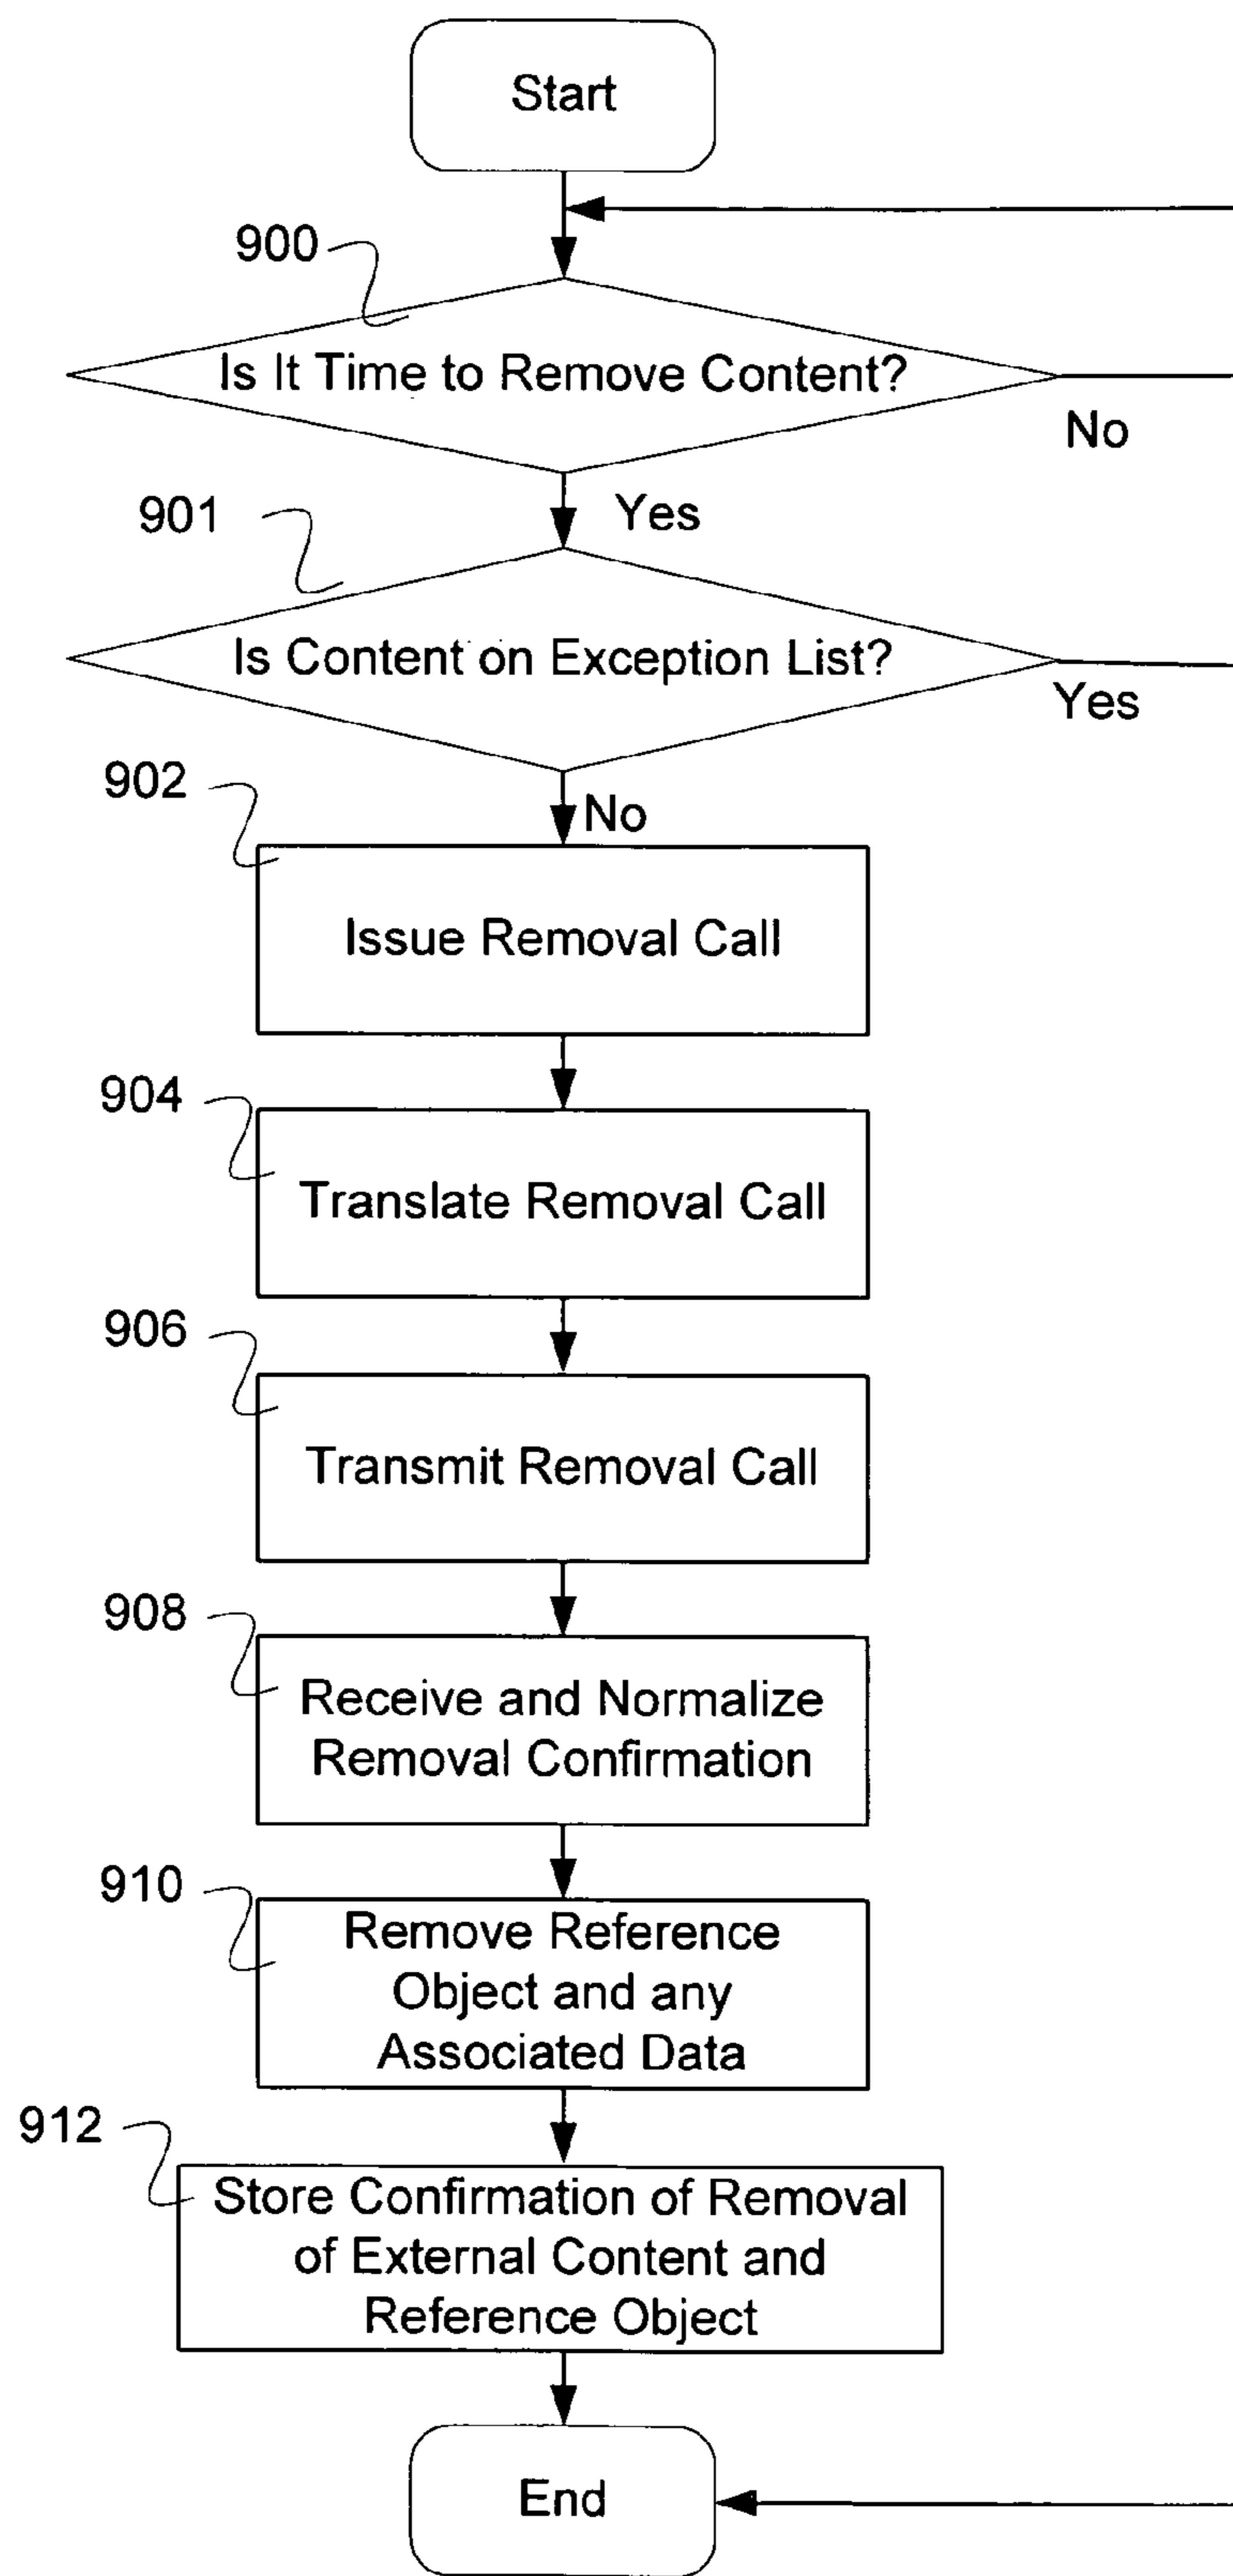 Start
900
Is It Time to Remove Content?
No
Yes
901
Is Content on Exception List?
Yes
No
902
Issue Removal Call
904
Translate Removal Call
906
Transmit Removal Call
908
Receive and Normalize
Removal Confirmation
910
Remove Reference
Object and any
Associated Data
912
Store Confirmation of Removal
of External Content and
Reference Object
End